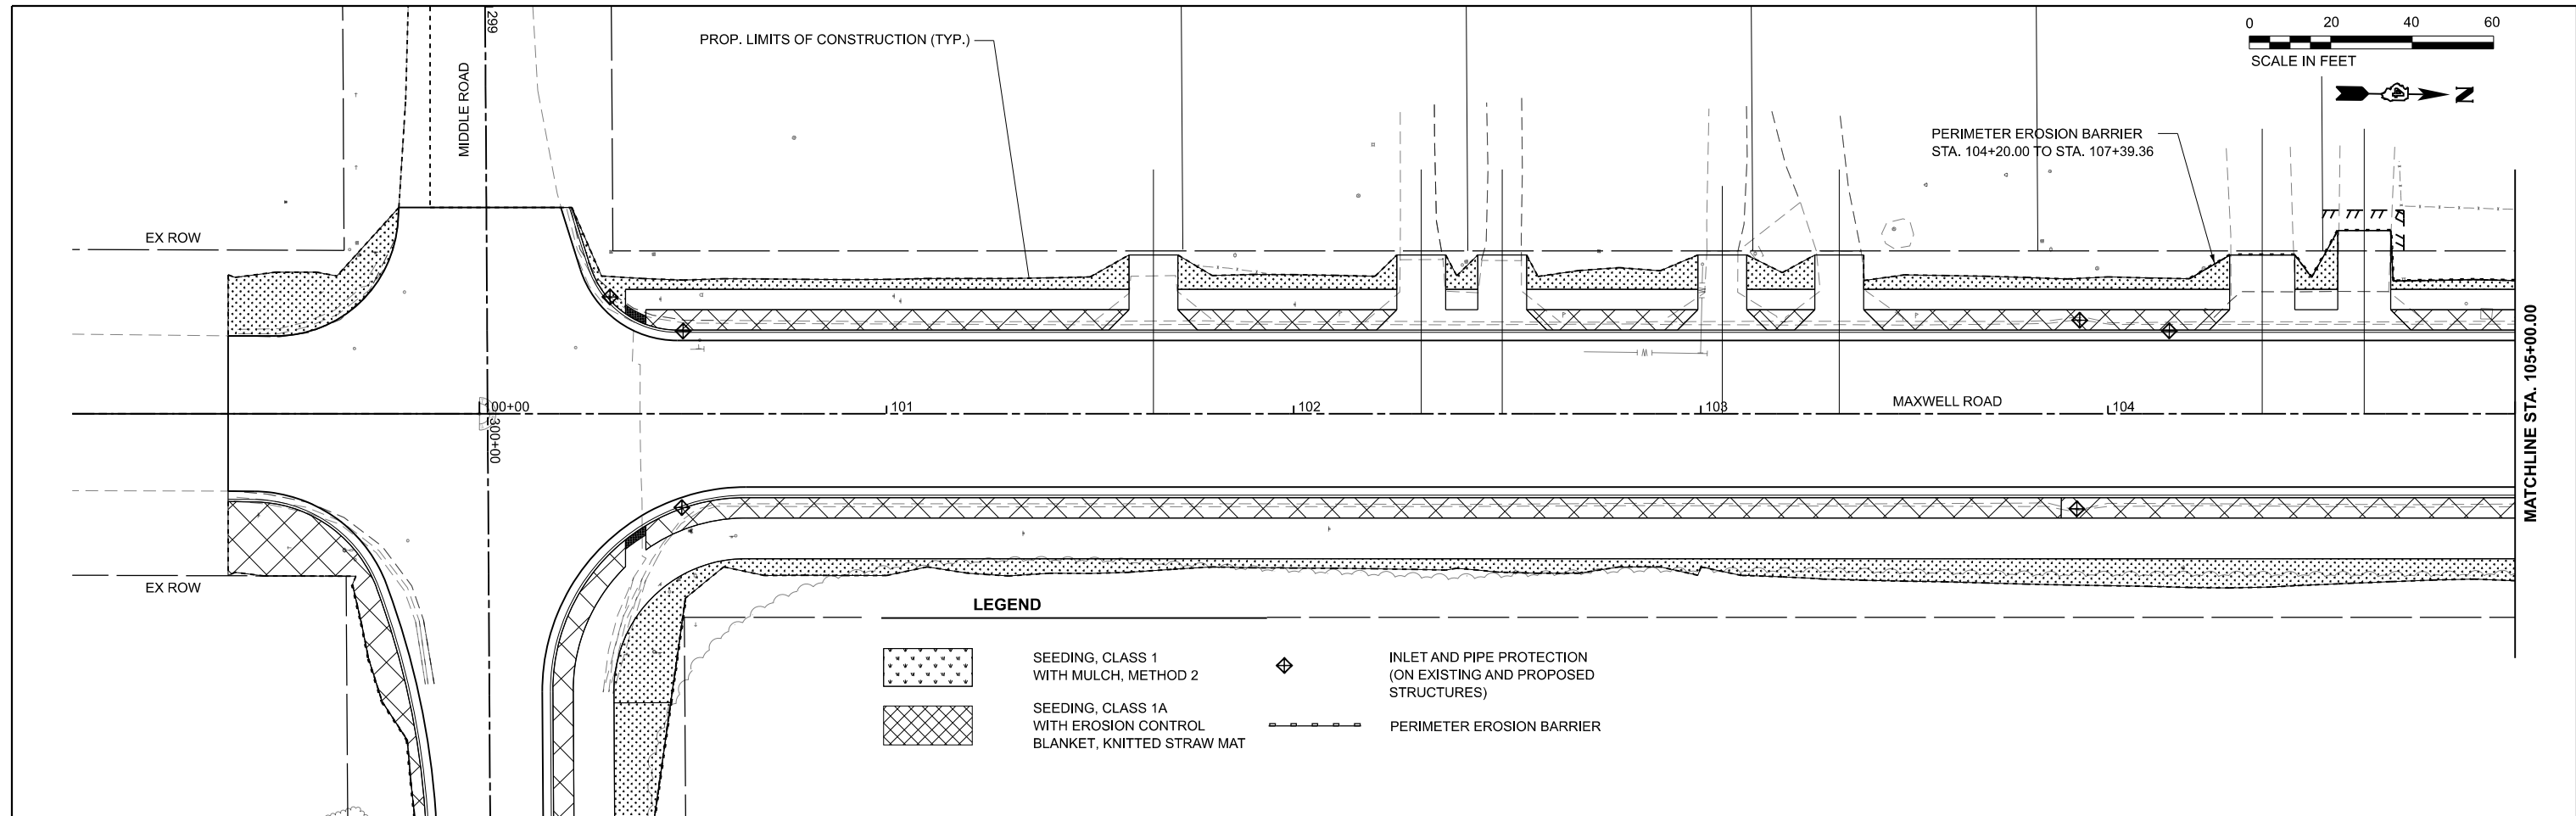 299
MIDDLE ROAD
PROP. LIMITS OF CONSTRUCTION (TYP.)
0 20 40 60
SCALE IN FEET
N
PERIMETER EROSION BARRIER
STA. 104+20.00 TO STA. 107+39.36
EX ROW
W
W
100+00
300+00
101
102
103
MAXWELL ROAD
104
MATCHLINE STA. 105+00.00
EX ROW
LEGEND
SEEDING, CLASS 1
WITH MULCH, METHOD 2
SEEDING, CLASS 1A
WITH EROSION CONTROL
BLANKET, KNITTED STRAW MAT
INLET AND PIPE PROTECTION
(ON EXISTING AND PROPOSED
STRUCTURES)
PERIMETER EROSION BARRIER